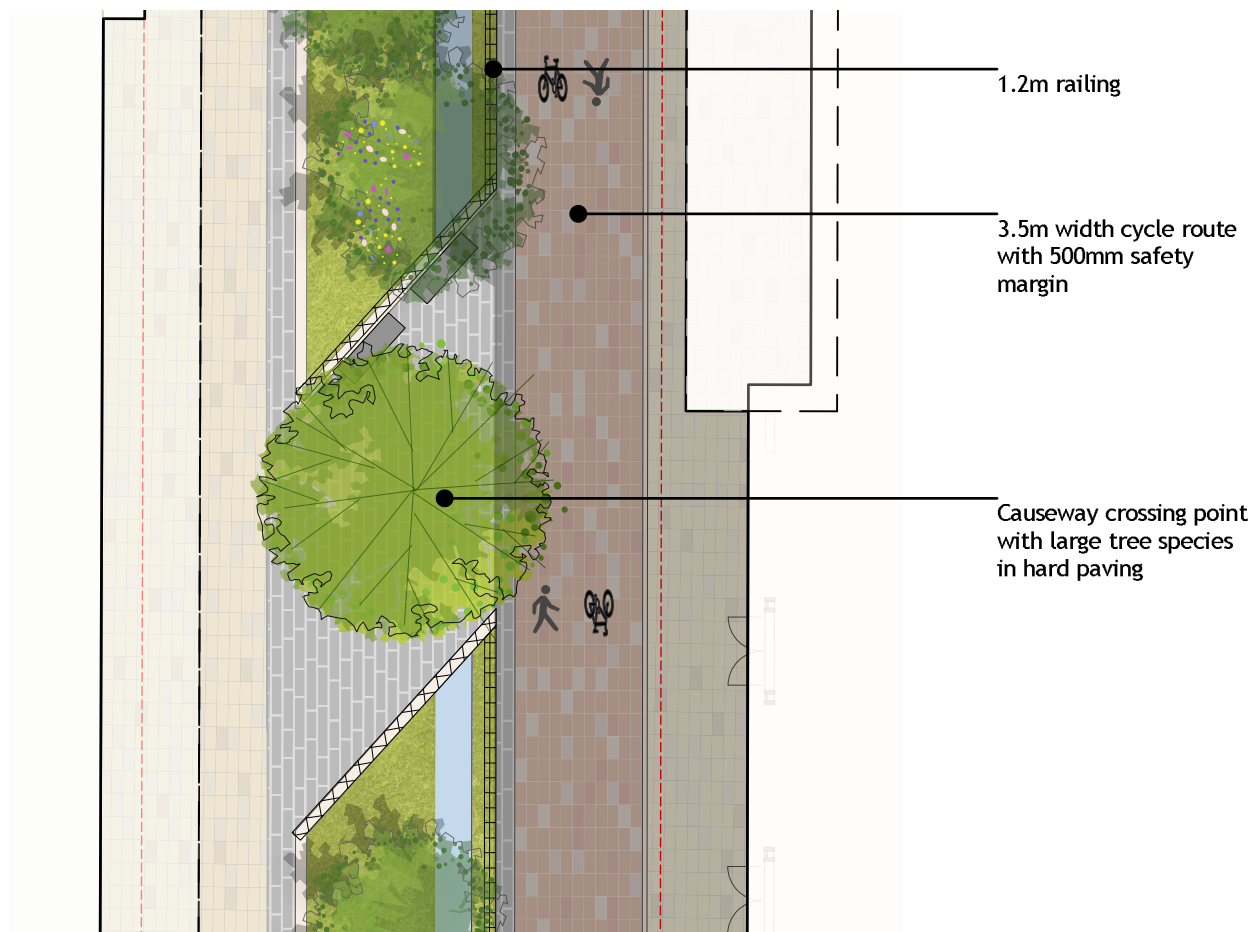 1.2m railing
3.5m width cycle route
with 500mm safety
margin
Causeway crossing point
with large tree species
in hard paving